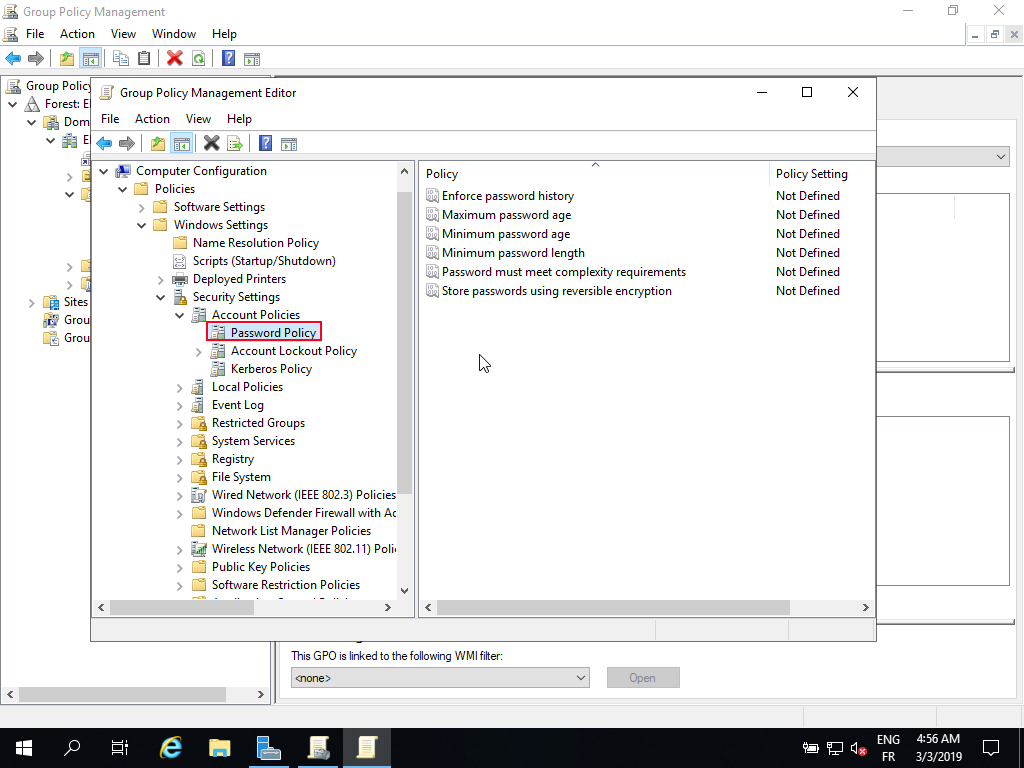 Group Policy Management
File Action View Window Help
Group Policy
Forest: E
Dom
E
Sites
Grou
Grou
Group Policy Management Editor
File Action View Help
Computer Configuration
Policies
Software Settings
Windows Settings
Name Resolution Policy
Scripts (Startup/Shutdown)
Deployed Printers
Security Settings
Account Policies
Password Policy
Account Lockout Policy
Kerberos Policy
Local Policies
Event Log
Restricted Groups
System Services
Registry
File System
Wired Network (IEEE 802.3) Policies
Windows Defender Firewall with Ac
Network List Manager Policies
Wireless Network (IEEE 802.11) Poli
Public Key Policies
Software Restriction Policies
Policy Policy Setting
Enforce password history Not Defined
Maximum password age Not Defined
Minimum password age Not Defined
Minimum password length Not Defined
Password must meet complexity requirements Not Defined
Store passwords using reversible encryption Not Defined
This GPO is linked to the following WMI filter:
<none> Open
ENG
FR
4:56 AM
3/3/2019